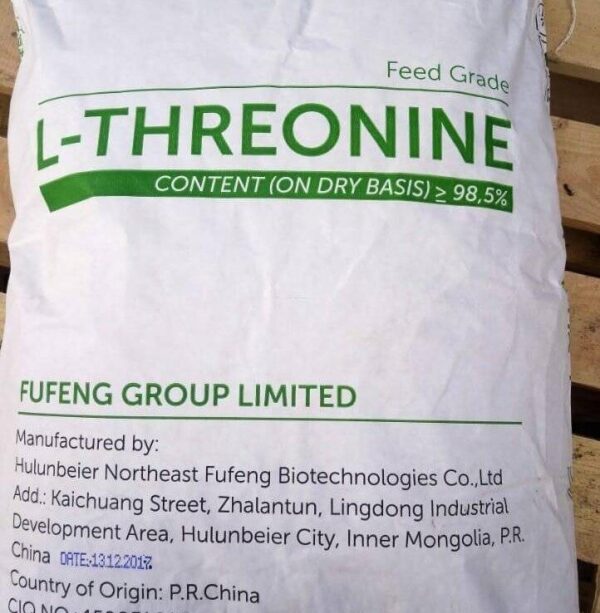 Feed Grade
L-THREONINE
CONTENT (ON DRY BASIS) ≥ 98,5%
FUFENG GROUP LIMITED
Manufactured by:
Hulunbeier Northeast Fufeng Biotechnologies Co.,Ltd
Add.: Kaichuang Street, Zhalantun, Lingdong Industrial
Development Area, Hulunbeier City, Inner Mongolia, P.R.
China DATE:13.12.2017
Country of Origin: P.R.China
CIQ NO.: